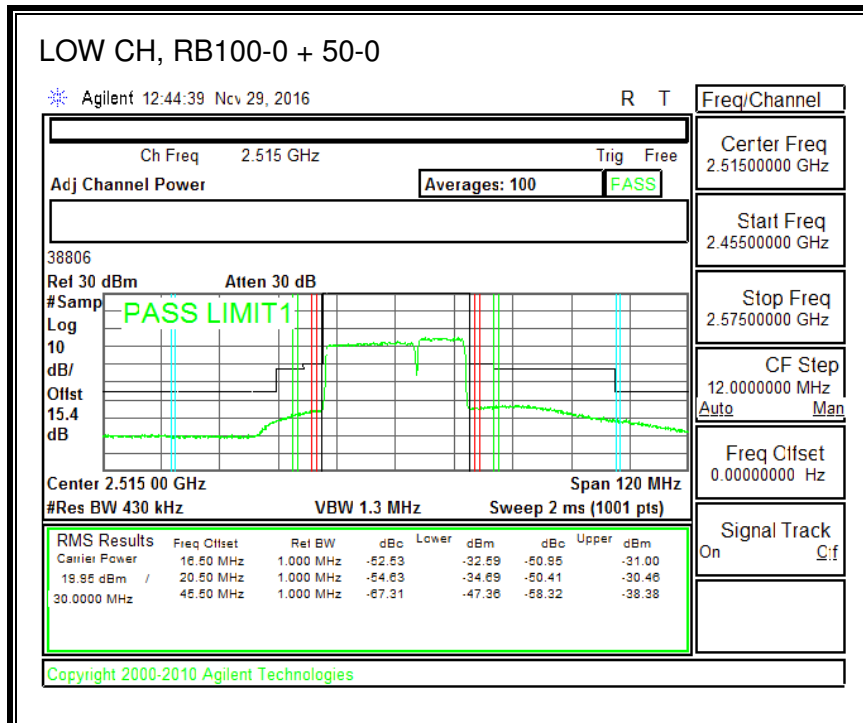 LOW CH, RB100-0 + 50-0
Agilent 12:44:39 Nov 29, 2016 R T
Freq/Channel
Ch Freq 2.515 GHz Trig Free
Adj Channel Power Averages: 100 PASS
38806
Ref 30 dBm Atten 30 dB
#Samp
Log
10
dB/
Offst
15.4
dB
PASS LIMIT1
Center 2.515 00 GHz Span 120 MHz
#Res BW 430 kHz VBW 1.3 MHz Sweep 2 ms (1001 pts)
RMS Results Freq Offset Ref BW dBc Lower dBm dBc Upper dBm
Carrier Power 16.50 MHz 1.000 MHz -52.53 -32.59 -50.95 -31.00
19.95 dBm / 20.50 MHz 1.000 MHz -54.63 -34.69 -50.41 -30.46
30.0000 MHz 45.50 MHz 1.000 MHz -67.31 -47.36 -58.32 -38.38
Copyright 2000-2010 Agilent Technologies
Center Freq
2.51500000 GHz
Start Freq
2.45500000 GHz
Stop Freq
2.57500000 GHz
CF Step
12.0000000 MHz
Auto Man
Freq Offset
0.00000000 Hz
Signal Track
On Off